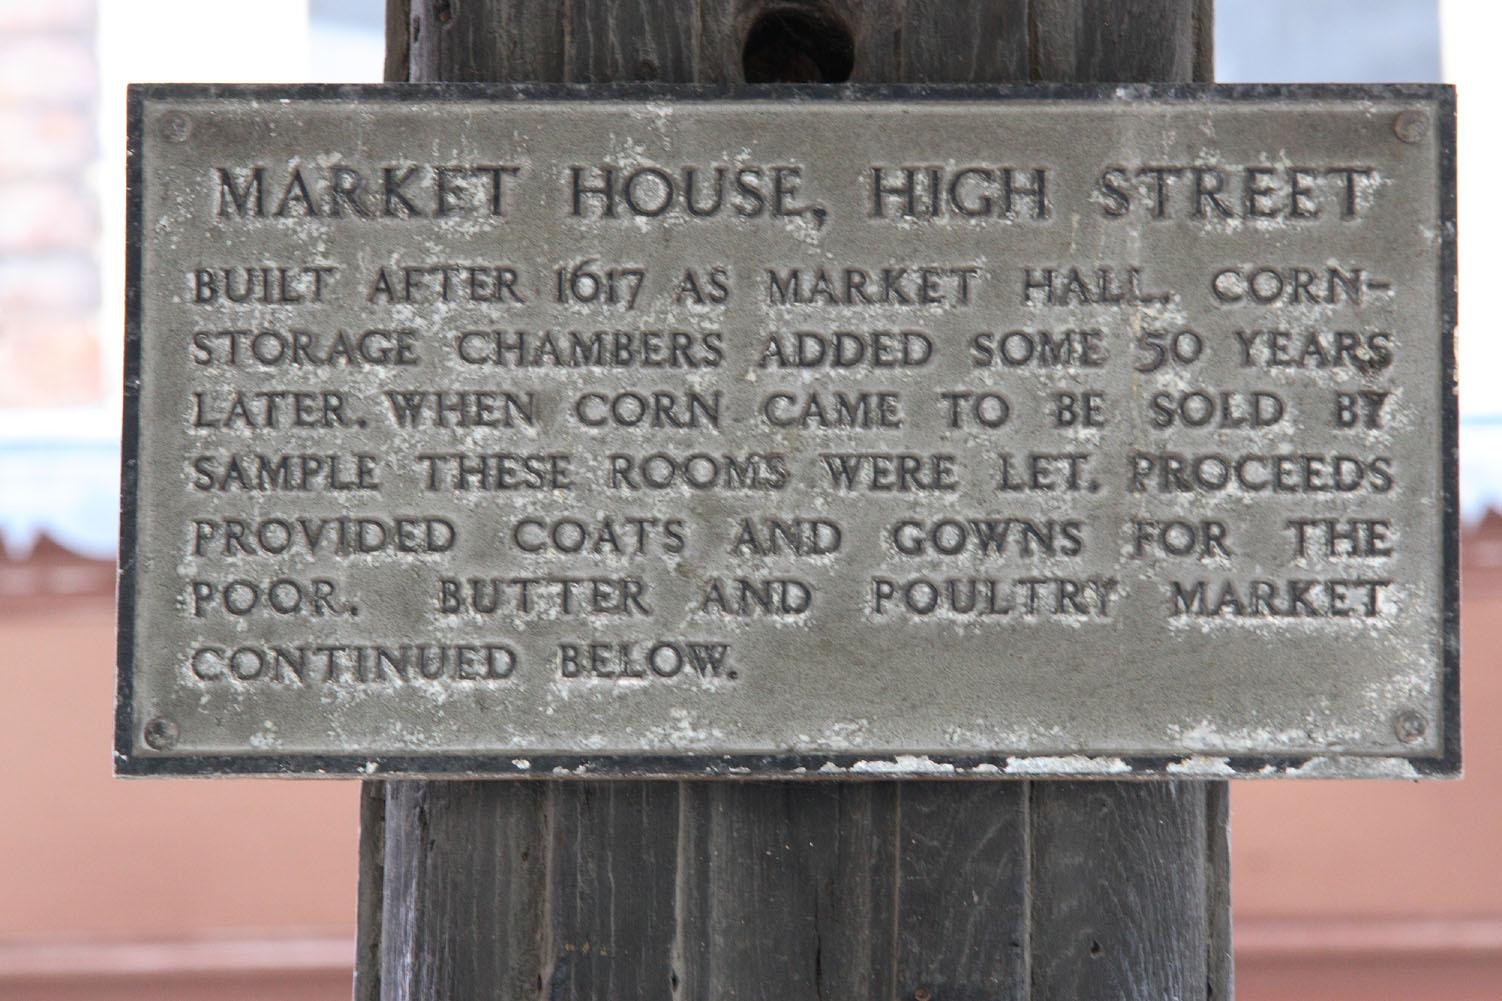 MARKET HOUSE, HIGH STREET
BUILT AFTER 1617 AS MARKET HALL. CORN-
STORAGE CHAMBERS ADDED SOME 50 YEARS
LATER. WHEN CORN CAME TO BE SOLD BY
SAMPLE THESE ROOMS WERE LET. PROCEEDS
PROVIDED COATS AND GOWNS FOR THE
POOR. BUTTER AND POULTRY MARKET
CONTINUED BELOW.